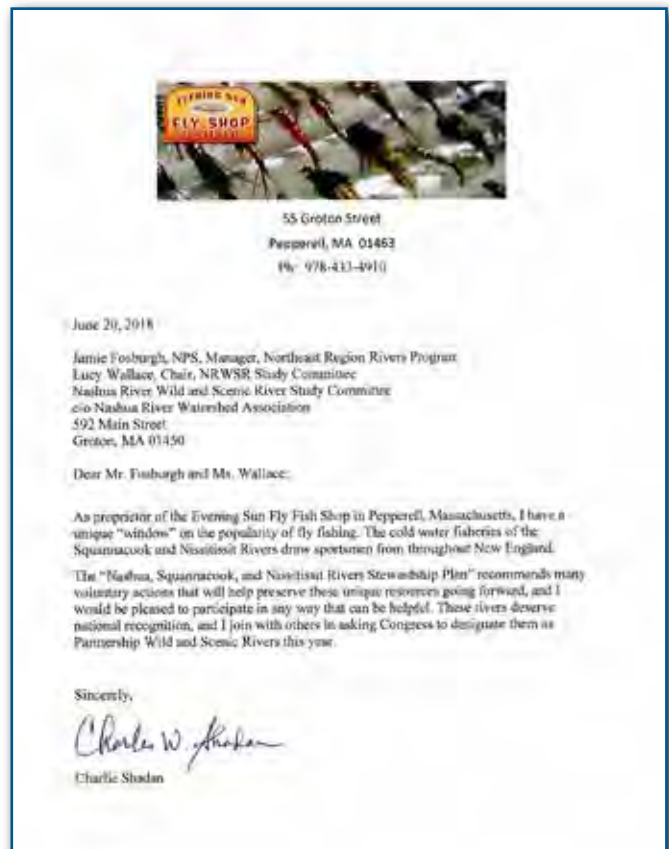 EVENING SUN
FLY SHOP
55 Groton Street
Pepperell, MA 01463
Ph: 978-433-4910
June 20, 2018
Jamie Fosburgh, NPS, Manager, Northeast Region Rivers Program
Lucy Wallace, Chair, NRWSR Study Committee
Nashua River Wild and Scenic River Study Committee
c/o Nashua River Watershed Association
592 Main Street
Groton, MA 01450
Dear Mr. Fosburgh and Ms. Wallace:
As proprietor of the Evening Sun Fly Fish Shop in Pepperell, Massachusetts, I have a
unique "window" on the popularity of fly fishing. The cold water fisheries of the
Squannacook and Nissitissit Rivers draw sportsmen from throughout New England.
The "Nashua, Squannacook, and Nissitissit Rivers Stewardship Plan" recommends many
voluntary actions that will help preserve these unique resources going forward, and I
would be pleased to participate in any way that can be helpful. These rivers deserve
national recognition, and I join with others in asking Congress to designate them as
Partnership Wild and Scenic Rivers this year.
Sincerely,
Charles W. Shadan
Charlie Shadan